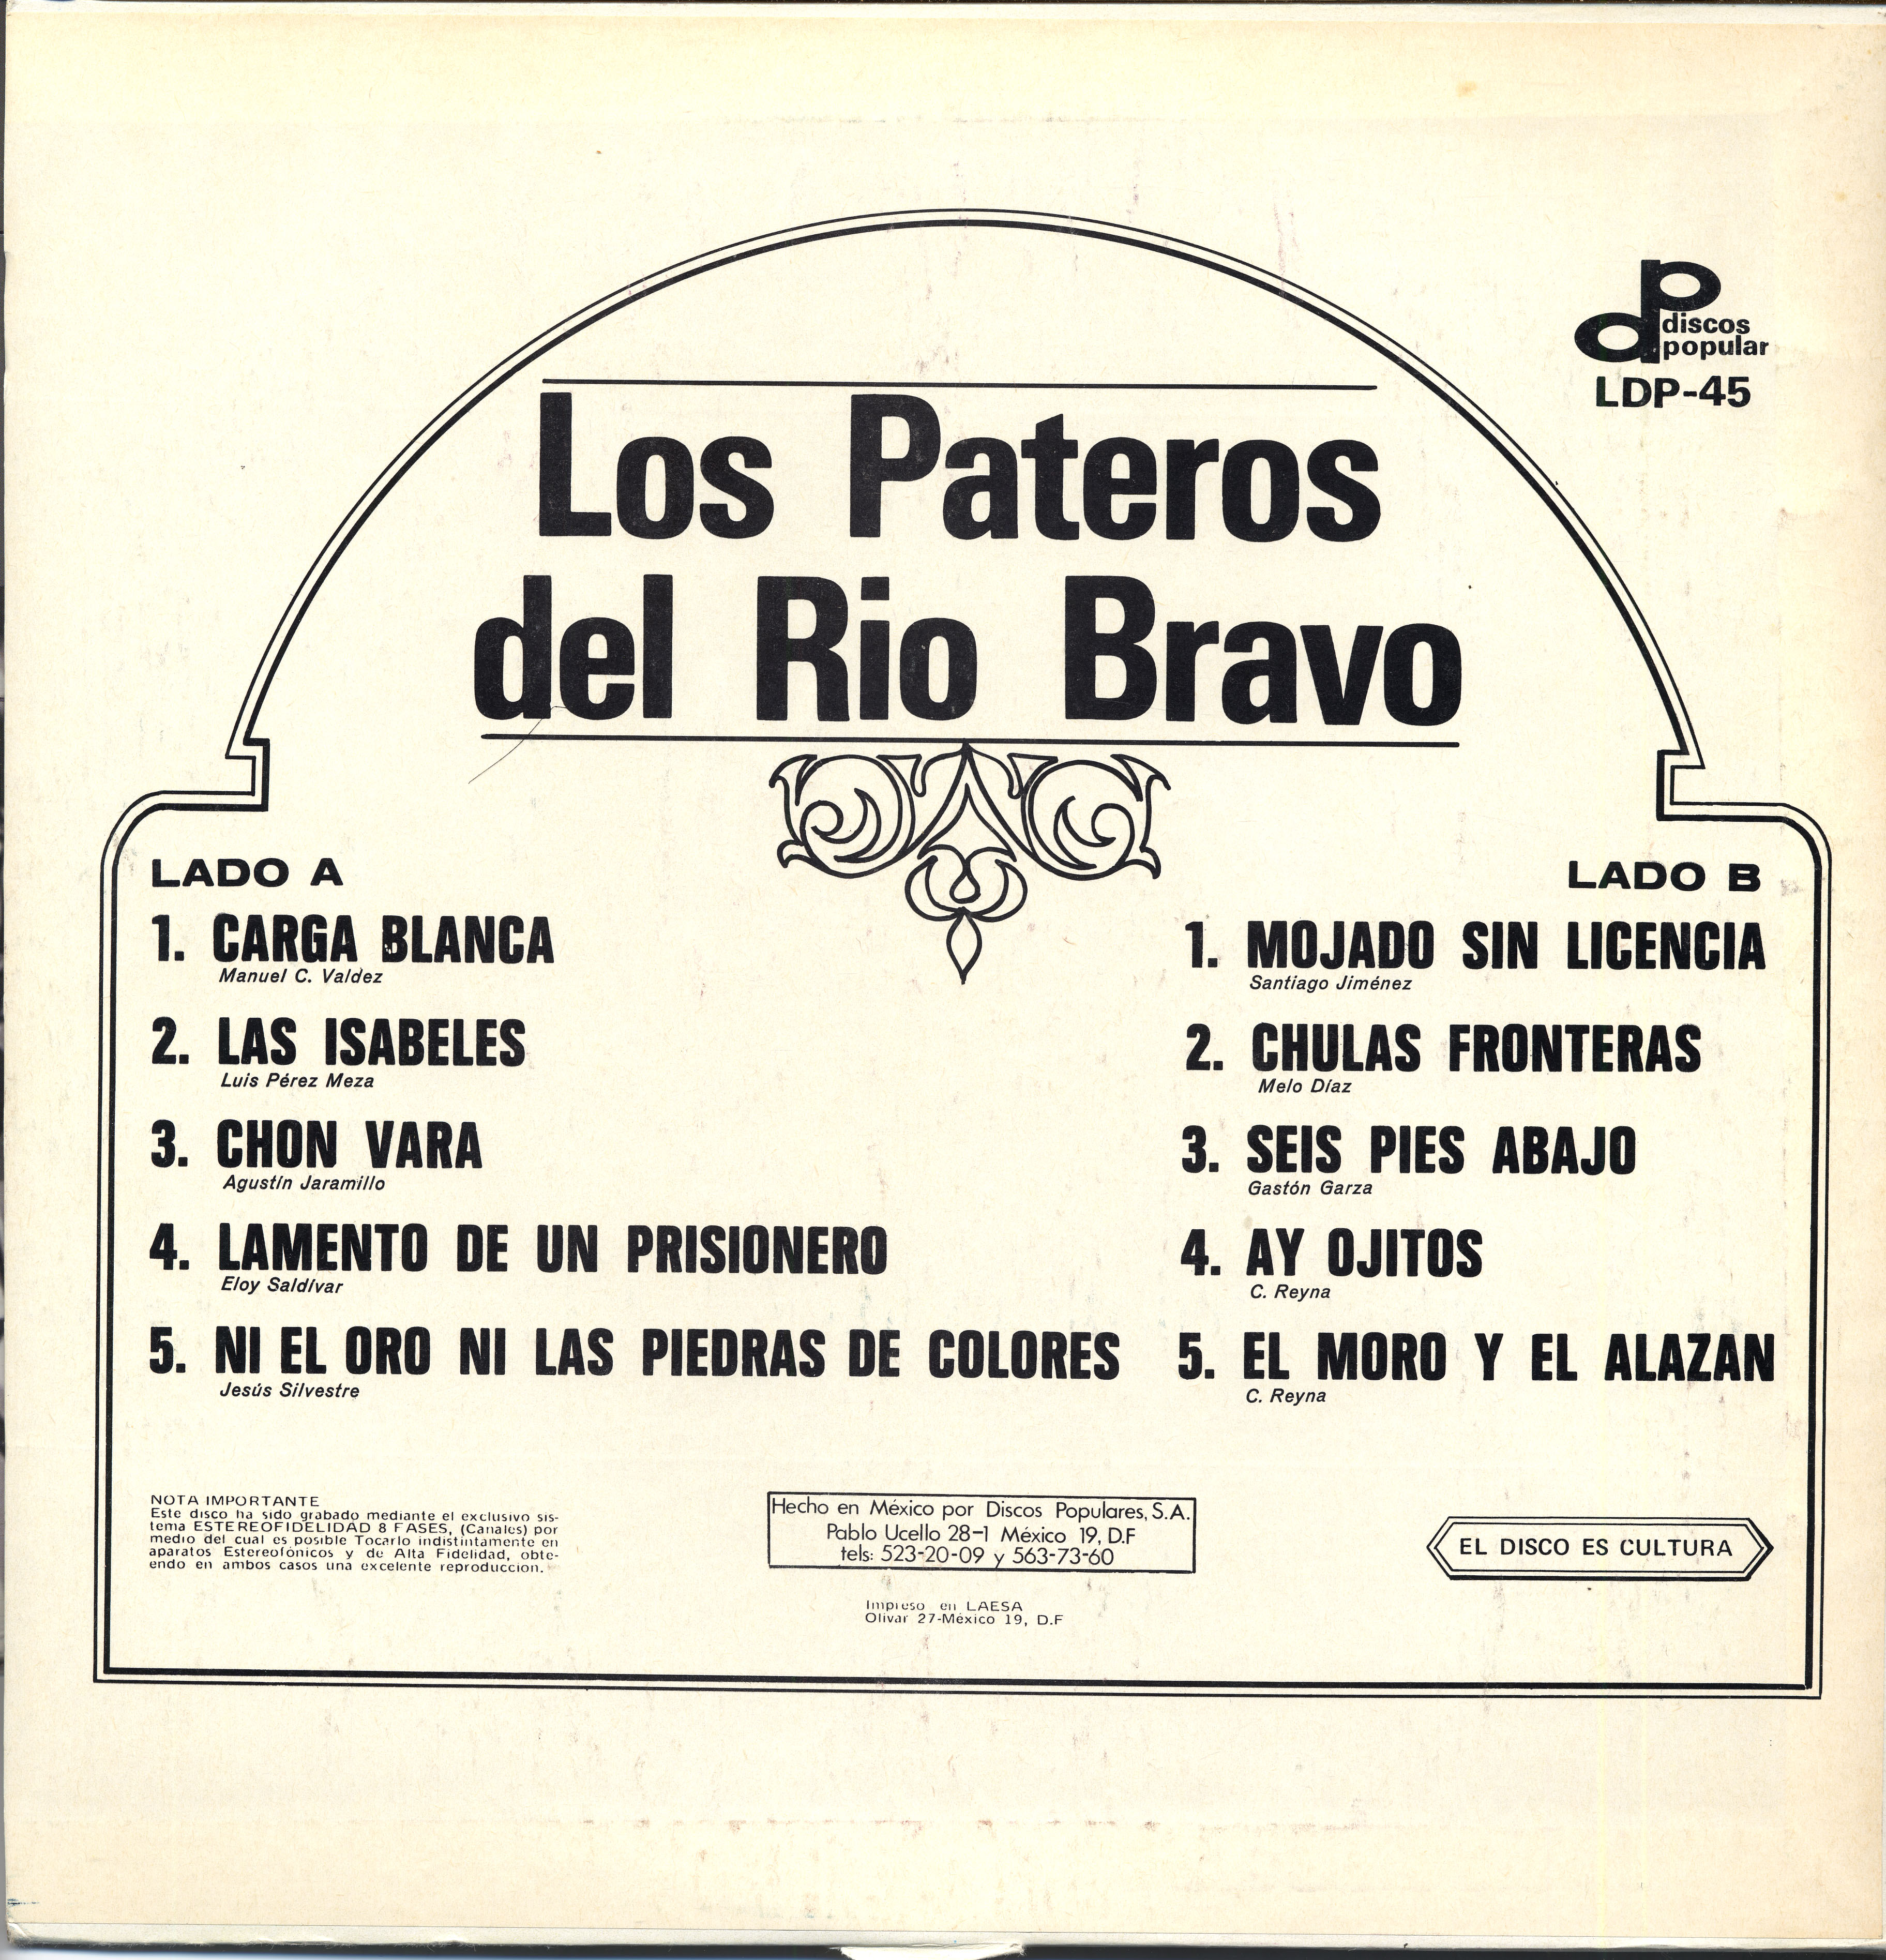 dp
discos
popular
LDP-45
Los Pateros
del Rio Bravo
LADO A
1. CARGA BLANCA
Manuel C. Valdez
2. LAS ISABELES
Luis Pérez Meza
3. CHON VARA
Agustín Jaramillo
4. LAMENTO DE UN PRISIONERO
Eloy Saldívar
5. NI EL ORO NI LAS PIEDRAS DE COLORES
Jesús Silvestre
LADO B
1. MOJADO SIN LICENCIA
Santiago Jiménez
2. CHULAS FRONTERAS
Melo Díaz
3. SEIS PIES ABAJO
Gastón Garza
4. AY OJITOS
C. Reyna
5. EL MORO Y EL ALAZAN
C. Reyna
NOTA IMPORTANTE
Este disco ha sido grabado mediante el exclusivo sis-
tema ESTEREOFIDELIDAD 8 FASES, (Canales) por
medio del cual es posible Tocarlo indistintamente en
aparatos Estereofónicos y de Alta Fidelidad, obte-
endo en ambos casos una excelente reproduccion.
Hecho en México por Discos Populares, S.A.
Pablo Ucello 28-1 México 19, D.F
tels: 523-20-09 y 563-73-60
Impreso en LAESA
Olivar 27-México 19, D.F
EL DISCO ES CULTURA